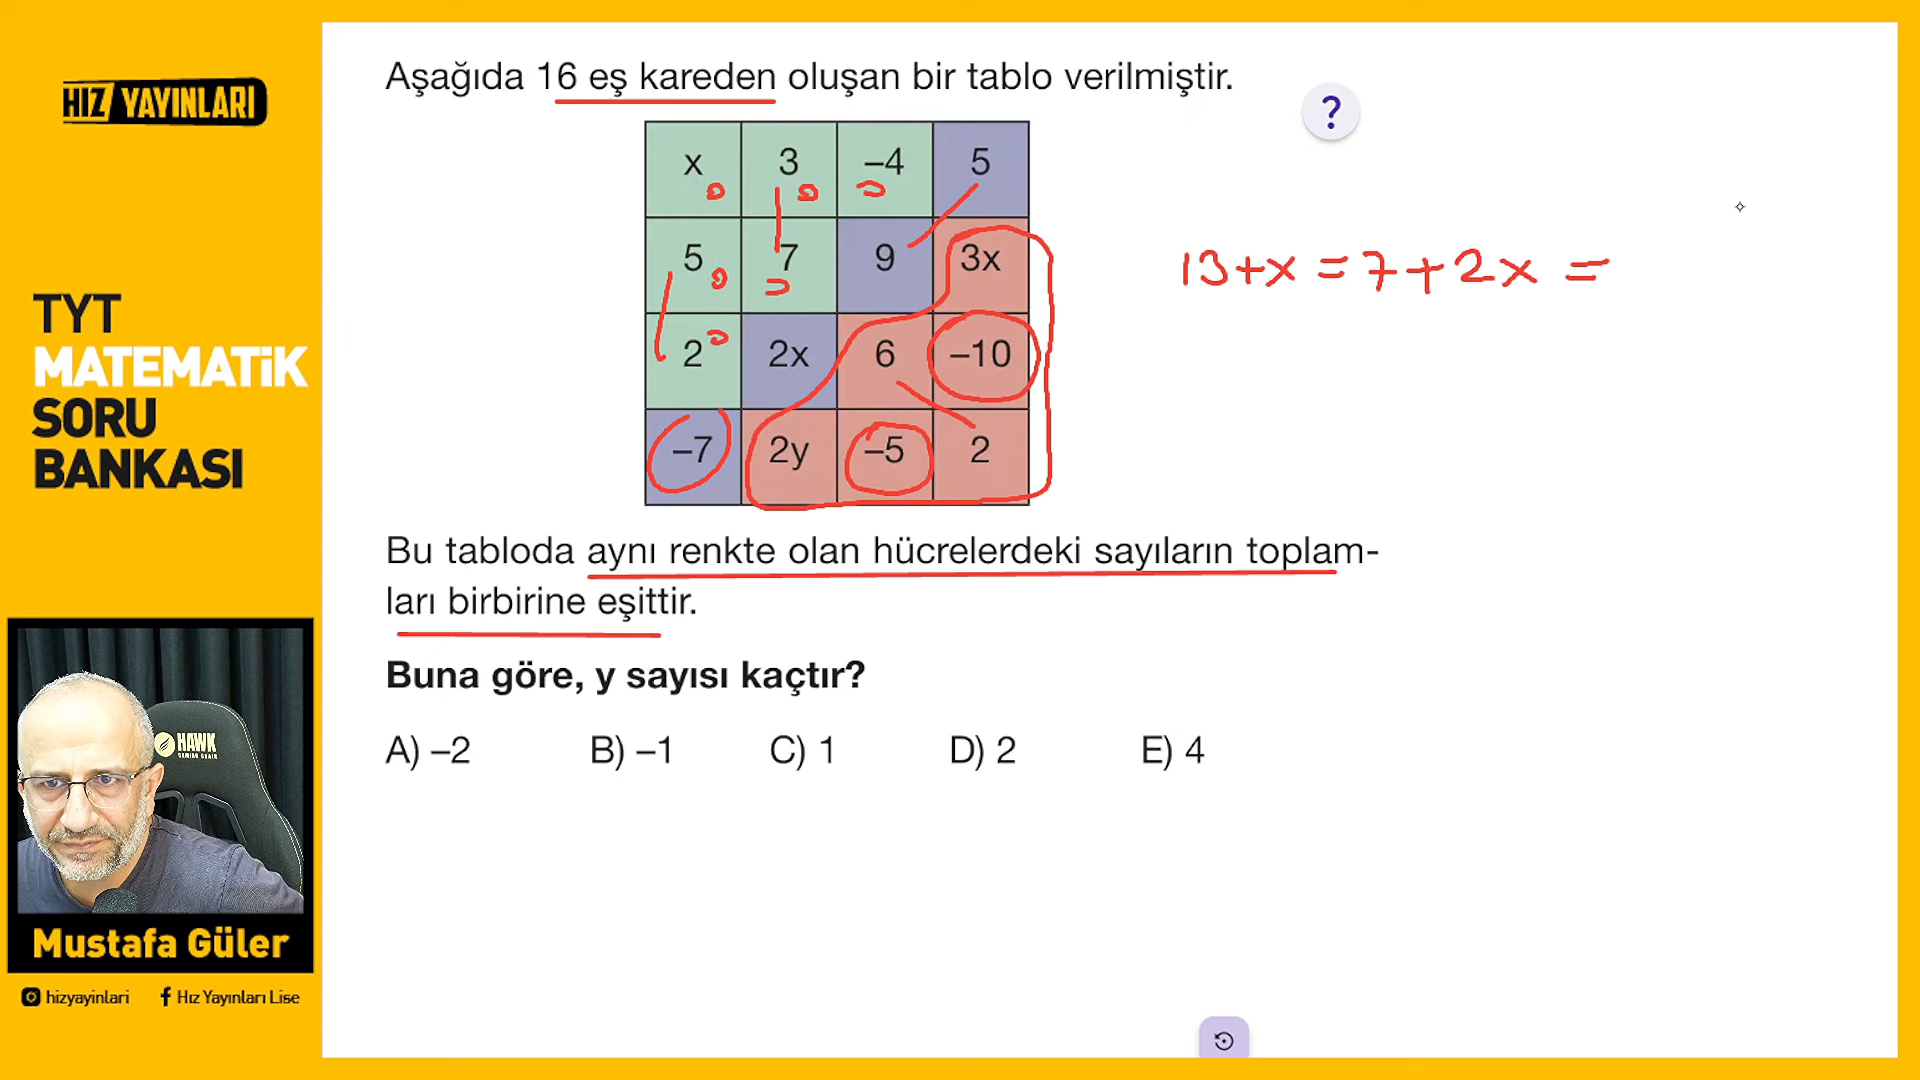 HIZ YAYINLARI
TYT
MATEMATİK
SORU
BANKASI
HAWK
Mustafa Güler
hizyayinlari
Hız Yayınları Lise
Aşağıda 16 eş kareden oluşan bir tablo verilmiştir.
?
x 3 –4 5
5 7 9 3x
2 2x 6 –10
–7 2y –5 2
13+x = 7+2x =
Bu tabloda aynı renkte olan hücrelerdeki sayıların toplam-
ları birbirine eşittir.
Buna göre, y sayısı kaçtır?
A) –2 B) –1 C) 1 D) 2 E) 4